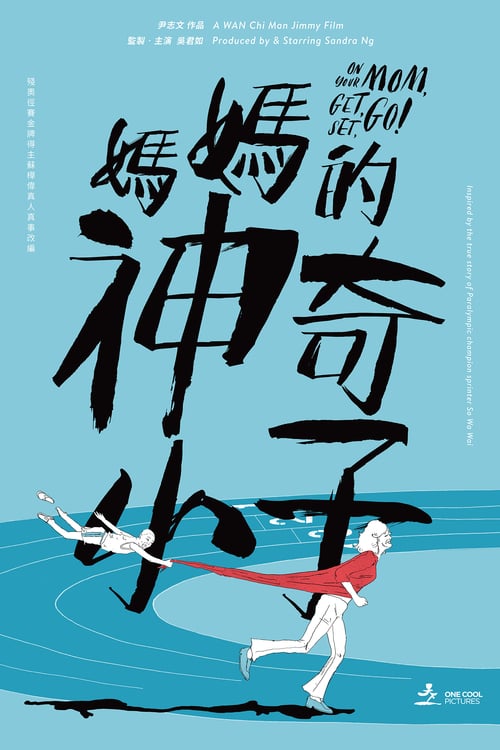 尹志文 作品 A WAN Chi Man Jimmy Film
監製·主演 吳君如 Produced by & Starring Sandra Ng
ON YOUR MOM,
GET,
SET, GO!
媽媽的
神奇
小子
殘奧徑賽金牌得主蘇樺偉真人真事改編
Inspired by the true story of Paralympic champion sprinter So Wa Wai
ONE COOL
PICTURES